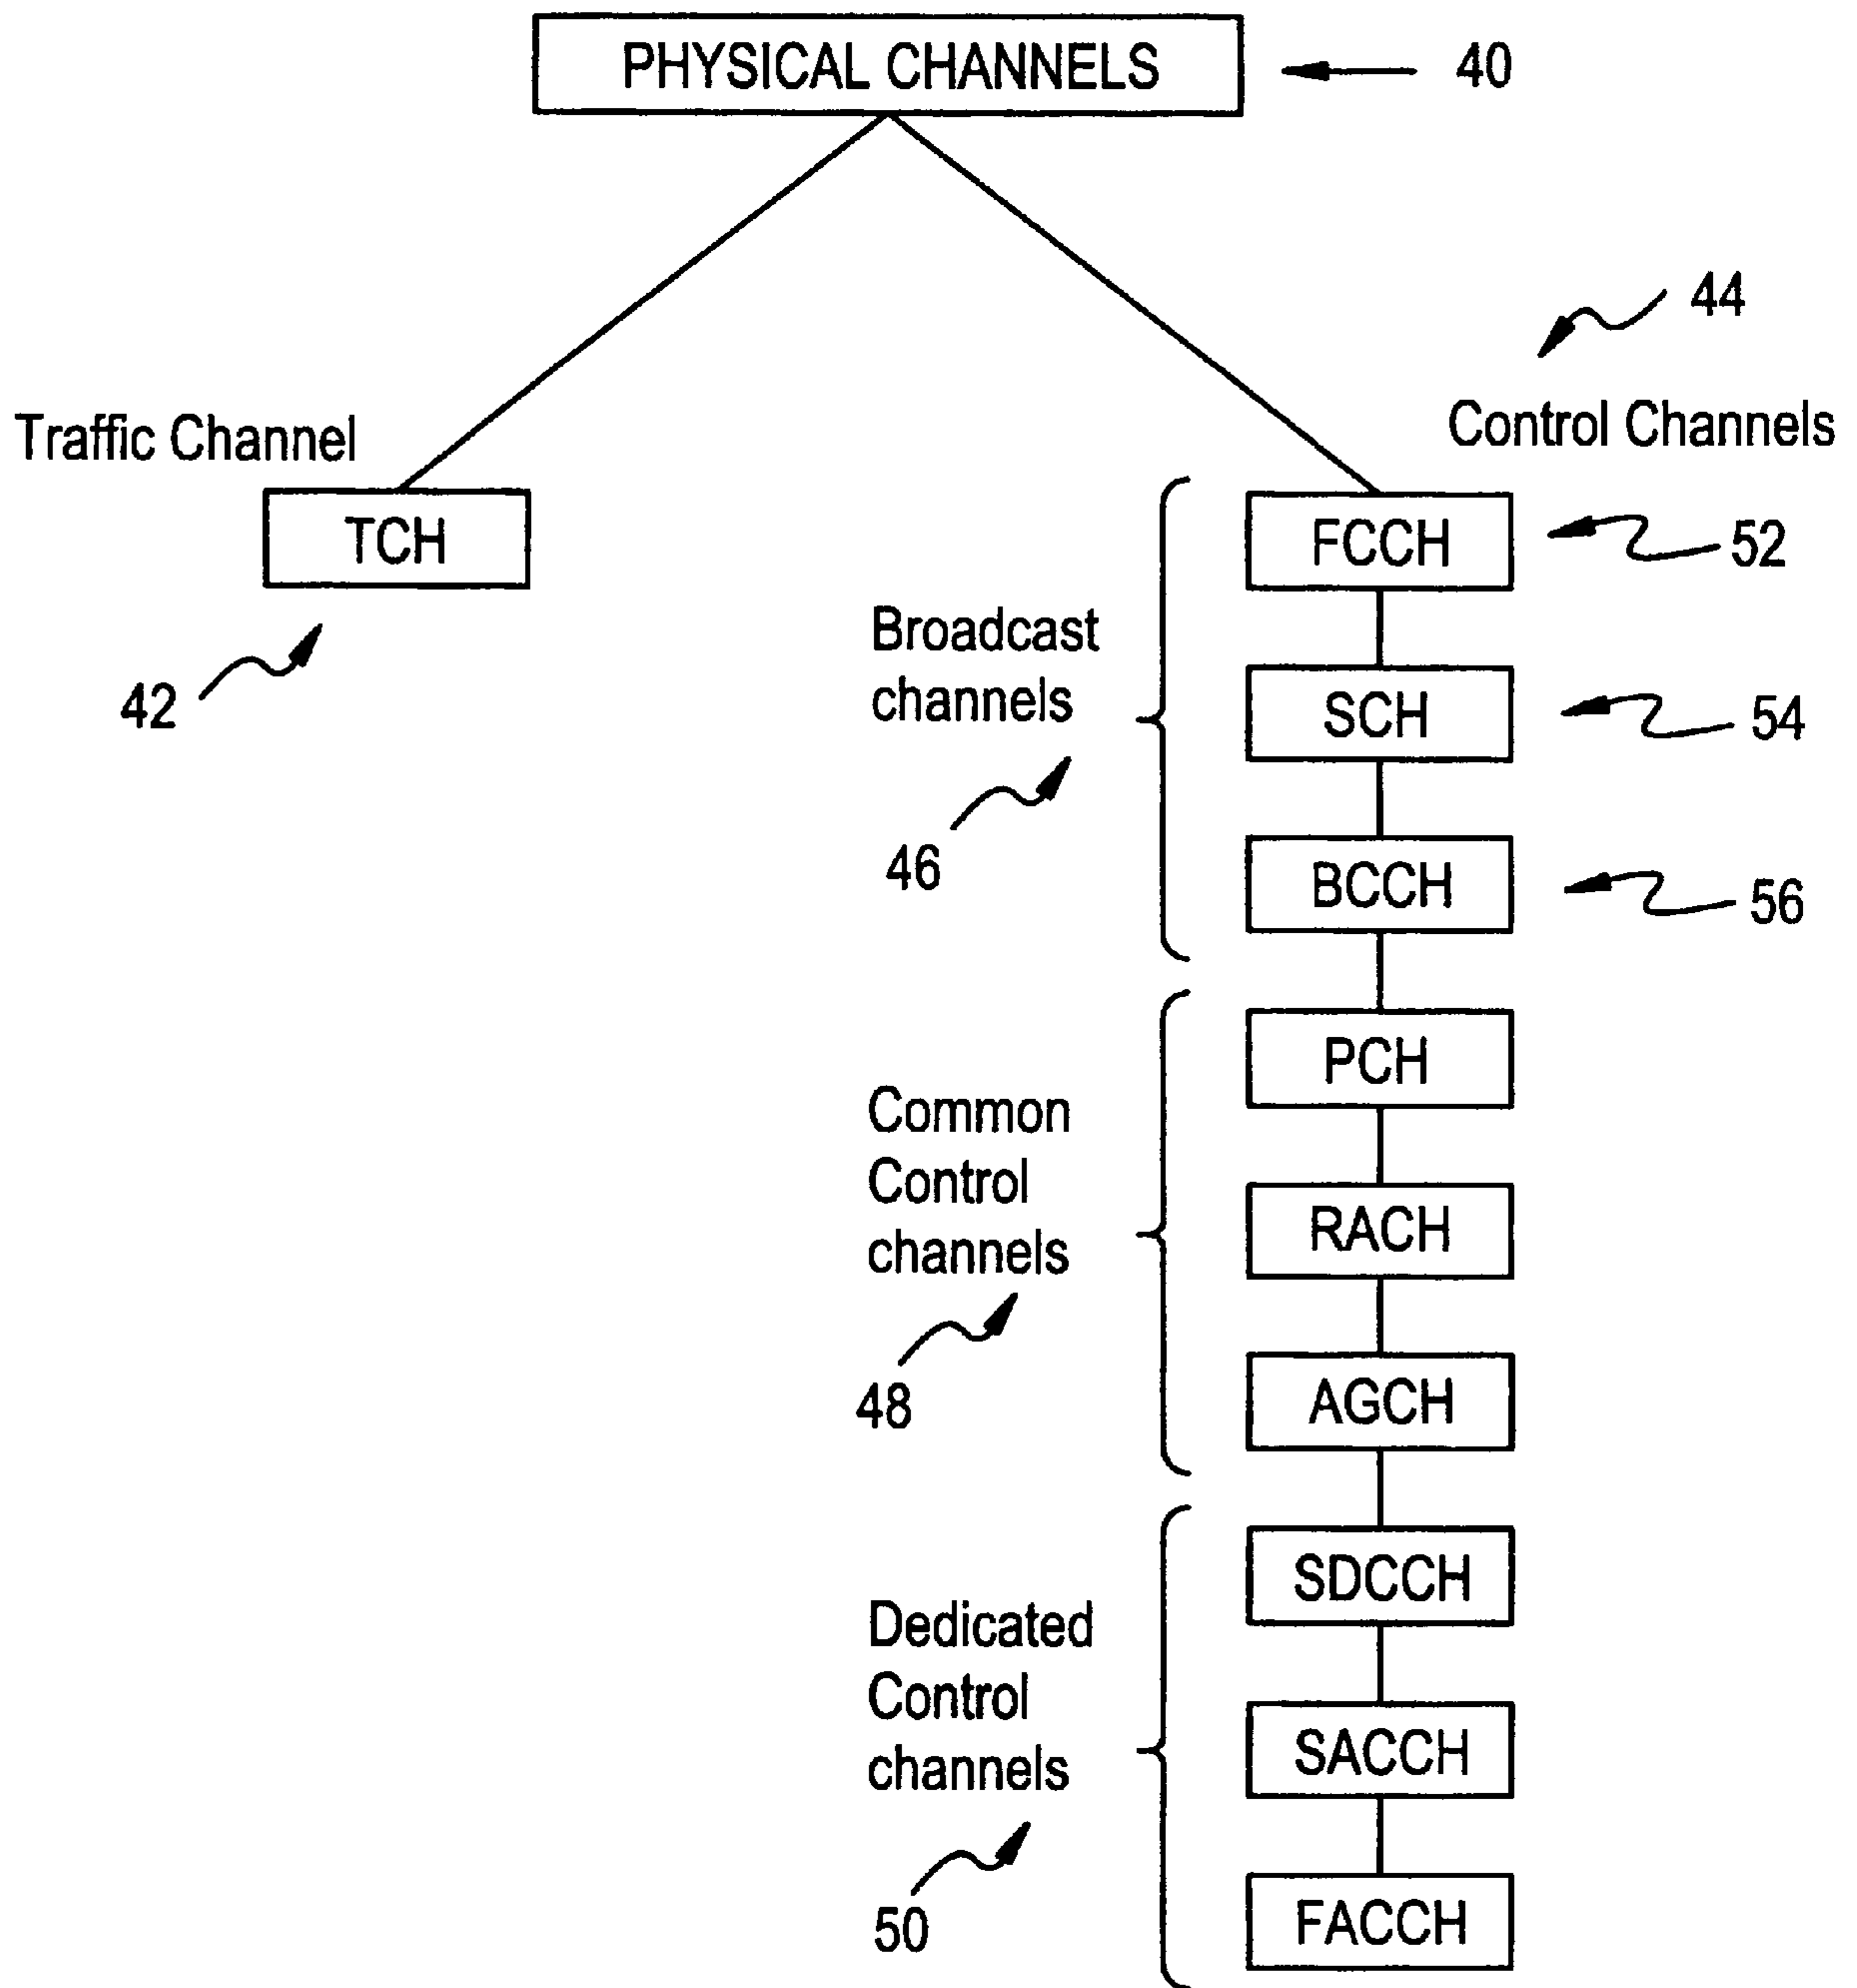 PHYSICAL CHANNELS
40
44
Traffic Channel
Control Channels
TCH
42
FCCH
52
Broadcast
channels
46
SCH
54
BCCH
56
Common
Control
channels
48
PCH
RACH
AGCH
Dedicated
Control
channels
50
SDCCH
SACCH
FACCH